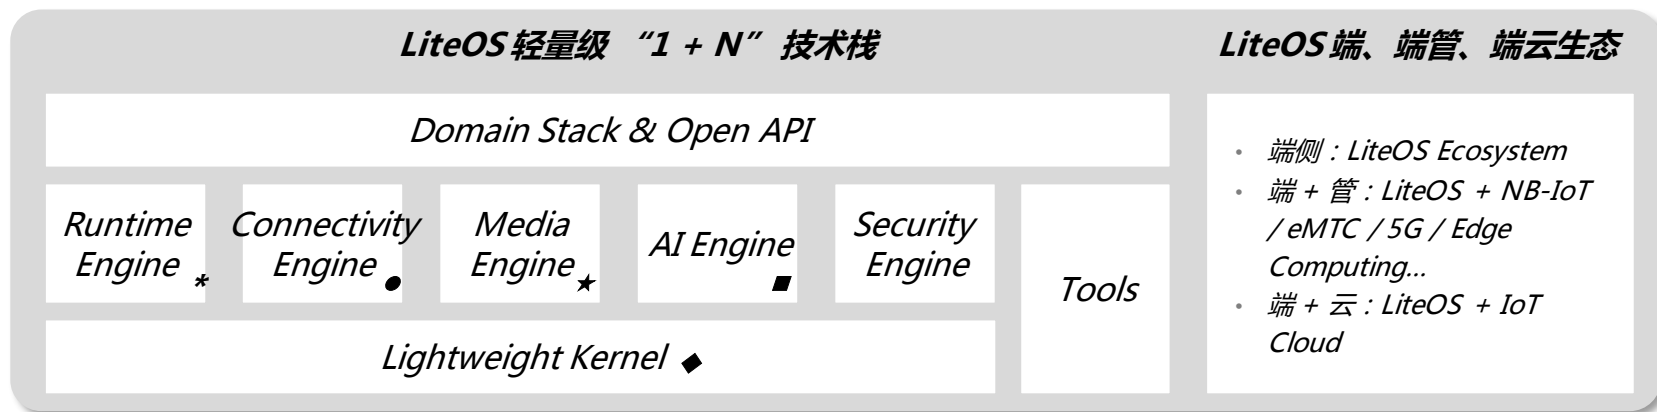 LiteOS 轻量级 “1 + N” 技术栈
Domain Stack & Open API
Runtime
Engine *
Connectivity
Engine ●
Media
Engine ★
AI Engine
■
Security
Engine
Tools
Lightweight Kernel ◆
LiteOS 端、端管、端云生态
• 端侧：LiteOS Ecosystem
• 端 + 管：LiteOS + NB-IoT
/ eMTC / 5G / Edge
Computing...
• 端 + 云：LiteOS + IoT
Cloud